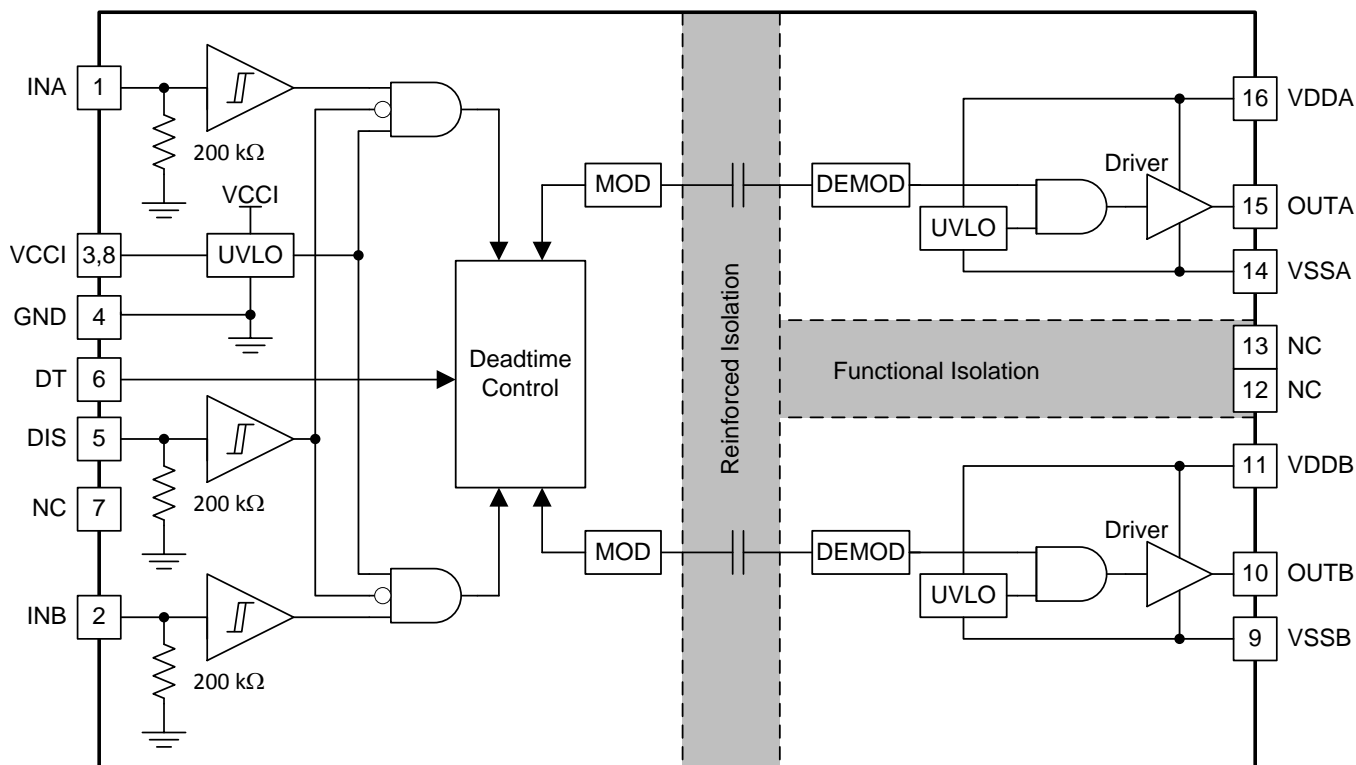 INA
1
200 kΩ
VCCI
VCCI
3,8
UVLO
GND
4
DT
6
DIS
5
200 kΩ
NC
7
INB
2
200 kΩ
Deadtime
Control
MOD
MOD
Reinforced Isolation
Functional Isolation
DEMOD
UVLO
Driver
16
VDDA
15
OUTA
14
VSSA
13
NC
12
NC
DEMOD
UVLO
Driver
11
VDDB
10
OUTB
9
VSSB